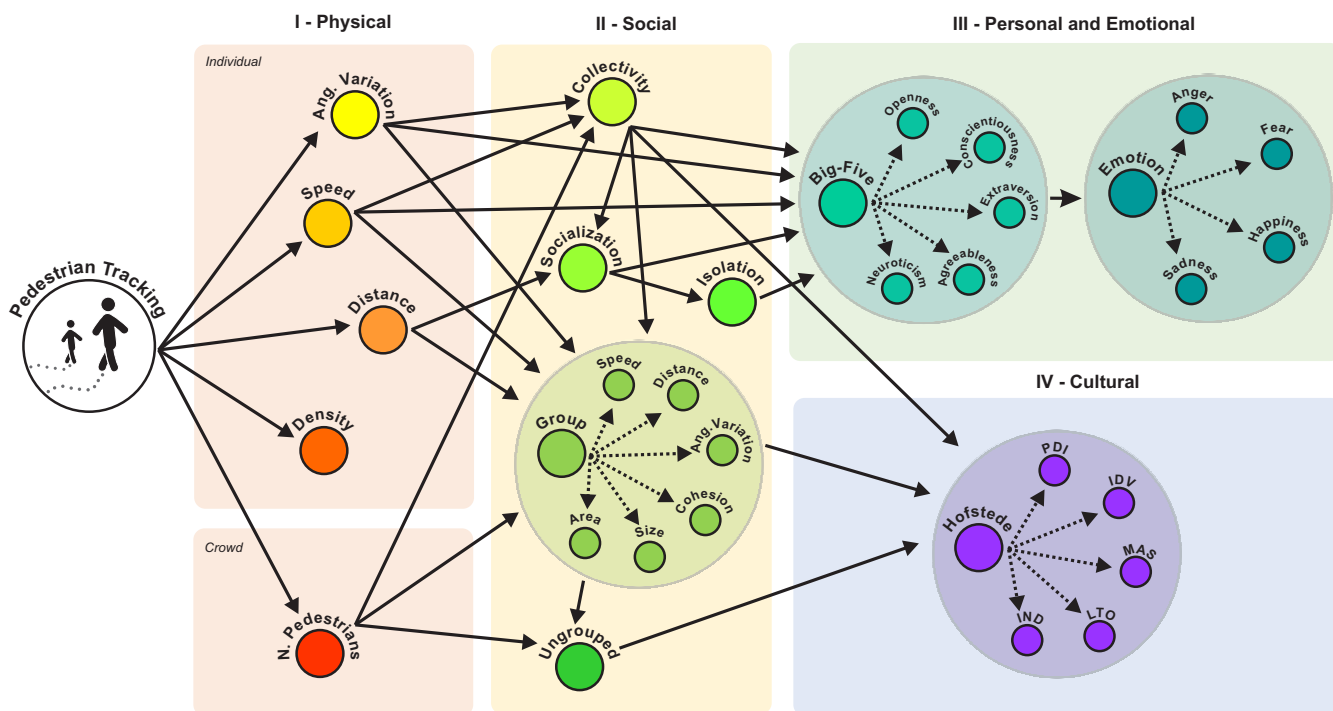 I - Physical
II - Social
III - Personal and Emotional
Individual
Ang. Variation
Speed
Distance
Density
Pedestrian Tracking
Crowd
N. Pedestrians
Collectivity
Socialization
Isolation
Group
Speed
Distance
Ang.Variation
Cohesion
Size
Area
Ungrouped
Big-Five
Openness
Conscientiousness
Extraversion
Agreeableness
Neuroticism
Emotion
Anger
Fear
Happiness
Sadness
IV - Cultural
Hofstede
PDI
IDV
MAS
LTO
IND